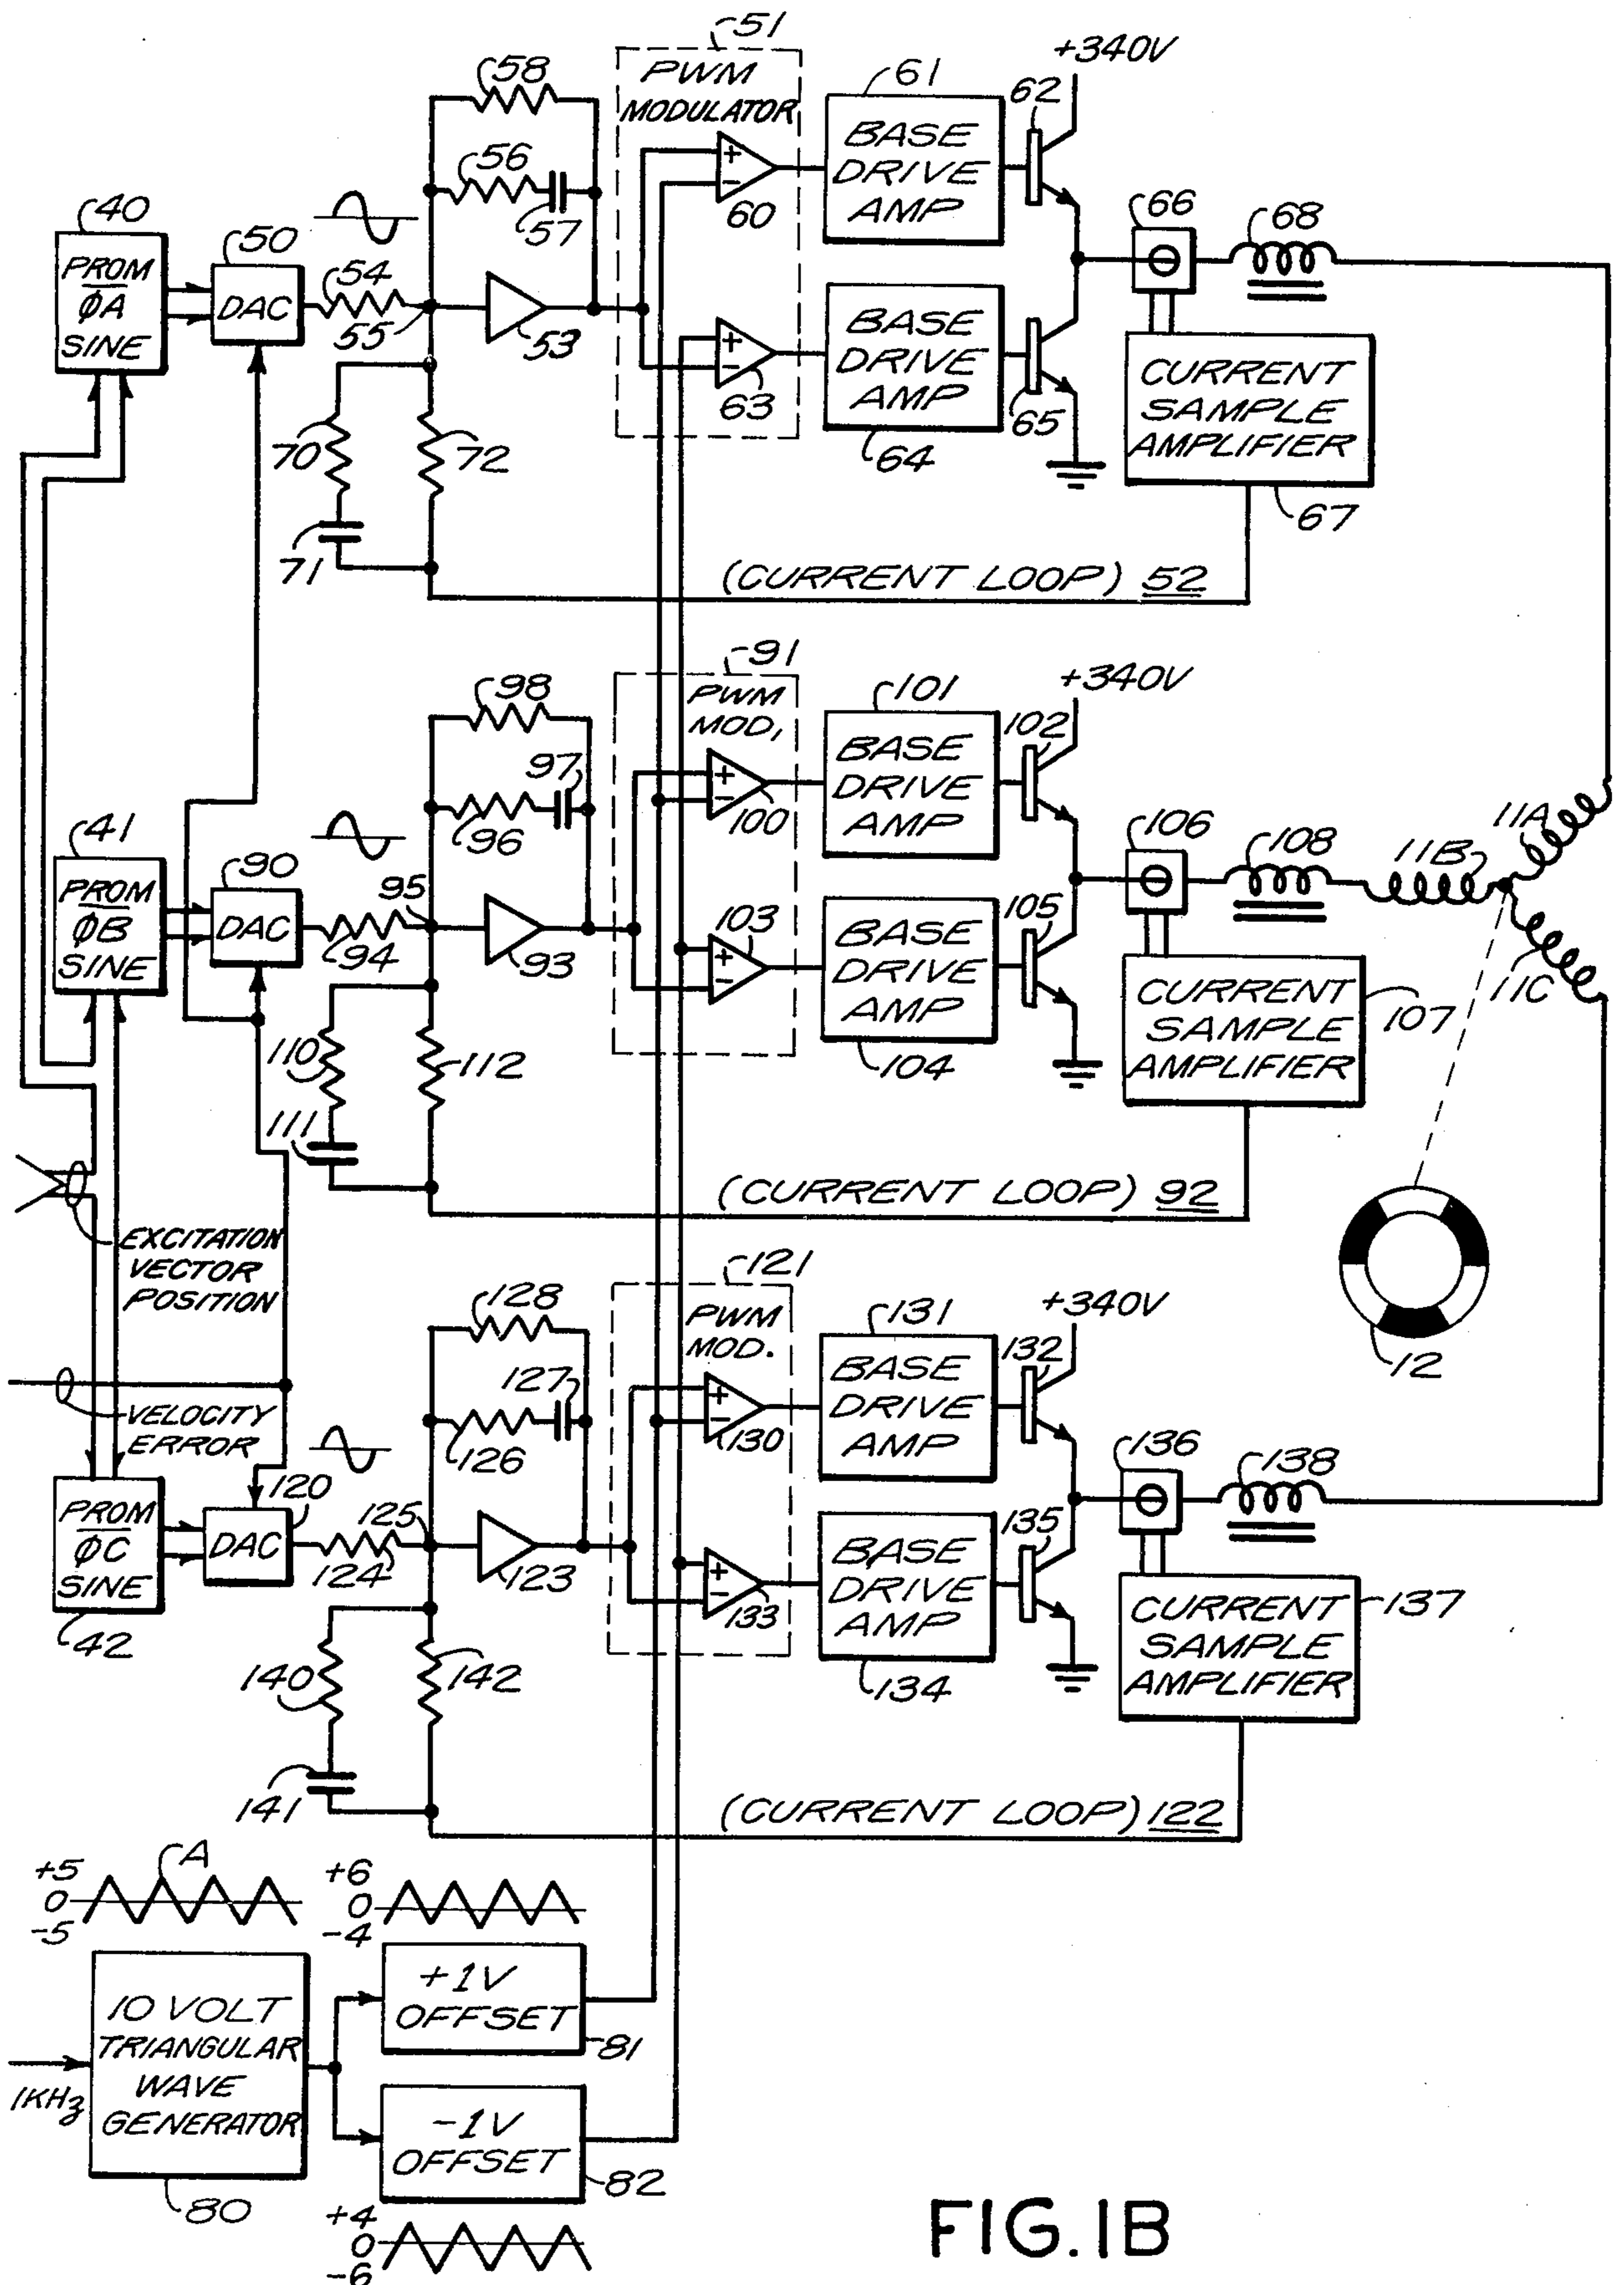 51
+340V
58
PWM
MODULATOR
61
62
BASE
DRIVE
AMP
56
57
+
-
60
40
PROM
ΦA
SINE
50
DAC
54
55
53
66
68
+
-
63
BASE
DRIVE
AMP
64
65
CURRENT
SAMPLE
AMPLIFIER
67
70
72
71
(CURRENT LOOP) 52
91
+340V
98
PWM
MOD,
101
102
BASE
DRIVE
AMP
97
96
+
-
100
41
PROM
ΦB
SINE
90
DAC
95
94
93
106
108
11B
11A
11C
103
+
-
BASE
DRIVE
AMP
104
105
CURRENT
SAMPLE
AMPLIFIER
107
110
112
111
(CURRENT LOOP) 92
EXCITATION
VECTOR
POSITION
12
121
+340V
128
PWM
MOD.
131
132
BASE
DRIVE
AMP
127
126
+
-
130
VELOCITY
ERROR
PROM
ΦC
SINE
42
120
DAC
125
124
123
136
138
+
-
133
BASE
DRIVE
AMP
134
135
CURRENT
SAMPLE
AMPLIFIER
137
140
142
141
(CURRENT LOOP) 122
A
+5
0
-5
+6
0
-4
10 VOLT
TRIANGULAR
WAVE
GENERATOR
80
1KHz
+1V
OFFSET
81
-1V
OFFSET
82
+4
0
-6
FIG. 1B